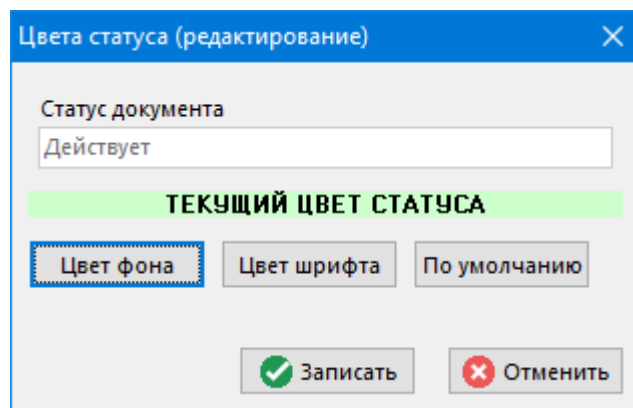 Цвета статуса (редактирование)
Статус документа
Действует
ТЕКУЩИЙ ЦВЕТ СТАТУСА
Цвет фона Цвет шрифта По умолчанию
Записать Отменить